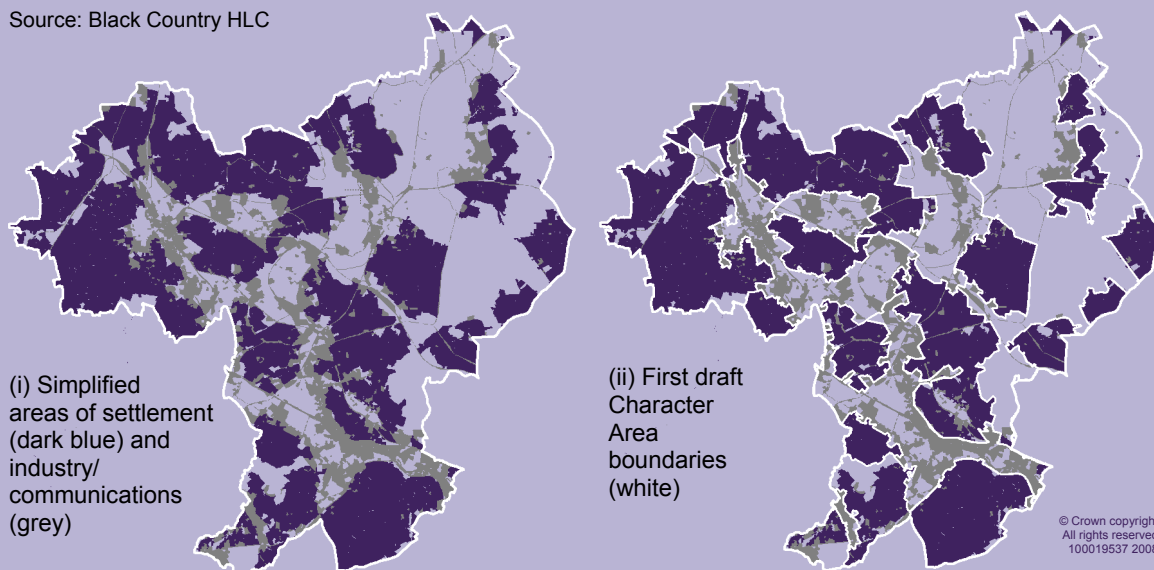 Source: Black Country HLC
(i) Simplified
areas of settlement
(dark blue) and
industry/
communications
(grey)
(ii) First draft
Character
Area
boundaries
(white)
© Crown copyright
All rights reserved
100019537 2008